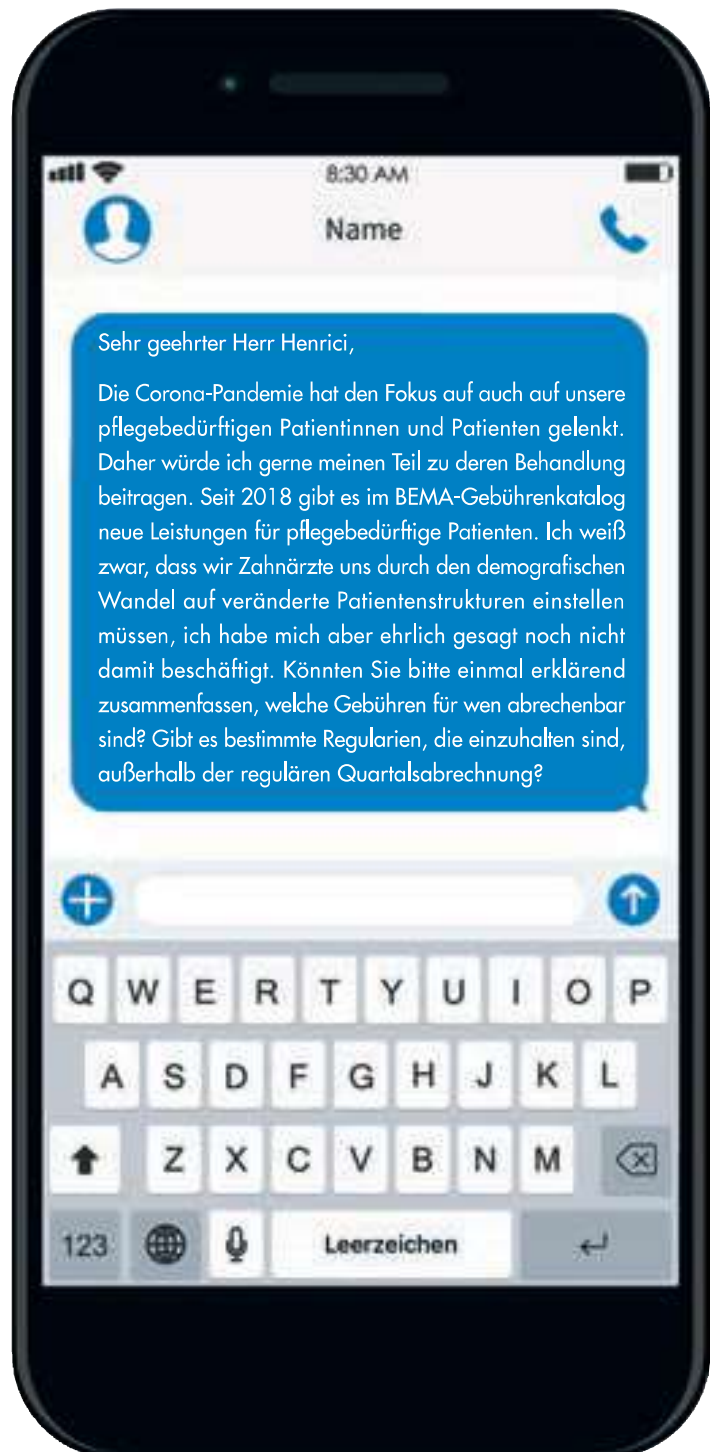 8:30 AM
Name
Sehr geehrter Herr Henrici,
Die Corona-Pandemie hat den Fokus auf auch auf unsere
pflegebedürftigen Patientinnen und Patienten gelenkt.
Daher würde ich gerne meinen Teil zu deren Behandlung
beitragen. Seit 2018 gibt es im BEMA-Gebührenkatalog
neue Leistungen für pflegebedürftige Patienten. Ich weiß
zwar, dass wir Zahnärzte uns durch den demografischen
Wandel auf veränderte Patientenstrukturen einstellen
müssen, ich habe mich aber ehrlich gesagt noch nicht
damit beschäftigt. Könnten Sie bitte einmal erklärend
zusammenfassen, welche Gebühren für wen abrechenbar
sind? Gibt es bestimmte Regularien, die einzuhalten sind,
außerhalb der regulären Quartalsabrechnung?
Q W E R T Y U I O P
A S D F G H J K L
Z X C V B N M
123 Leerzeichen